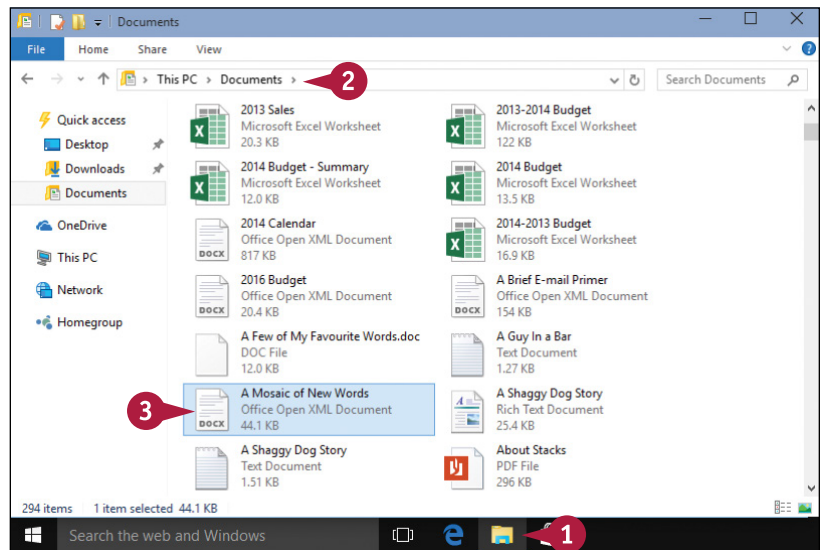 Documents
File Home Share View
This PC > Documents >
2
Search Documents
Quick access
Desktop
Downloads
Documents
OneDrive
This PC
Network
Homegroup
2013 Sales
Microsoft Excel Worksheet
20.3 KB
2013-2014 Budget
Microsoft Excel Worksheet
122 KB
2014 Budget - Summary
Microsoft Excel Worksheet
12.0 KB
2014 Budget
Microsoft Excel Worksheet
13.5 KB
DOCX
2014 Calendar
Office Open XML Document
817 KB
2014-2013 Budget
Microsoft Excel Worksheet
16.9 KB
DOCX
2016 Budget
Office Open XML Document
20.4 KB
DOCX
A Brief E-mail Primer
Office Open XML Document
154 KB
A Few of My Favourite Words.doc
DOC File
12.0 KB
A Guy In a Bar
Text Document
1.27 KB
3
DOCX
A Mosaic of New Words
Office Open XML Document
44.1 KB
A Shaggy Dog Story
Rich Text Document
25.4 KB
A Shaggy Dog Story
Text Document
1.51 KB
About Stacks
PDF File
296 KB
294 items 1 item selected 44.1 KB
Search the web and Windows
1